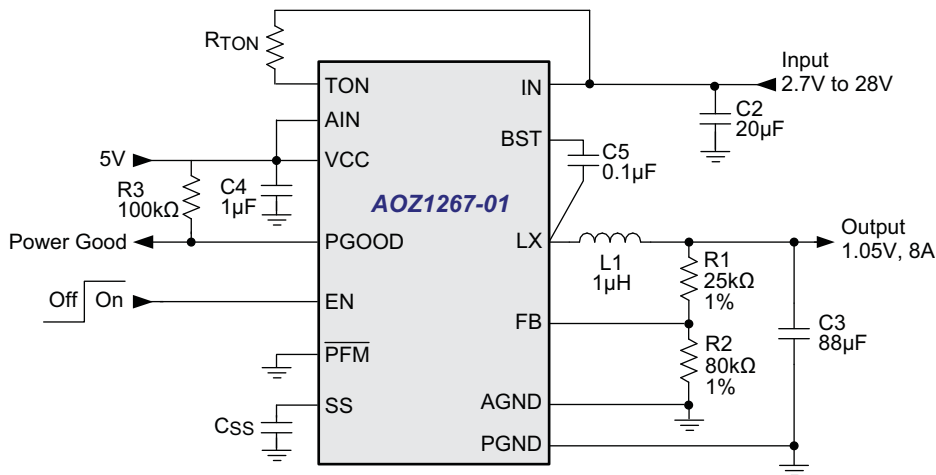 RTON
TON
AIN
VCC
PGOOD
EN
PFM
SS
IN
BST
LX
FB
AGND
PGND
AOZ1267-01
5V
R3
100kΩ
C4
1µF
Power Good
Off
On
CSS
Input
2.7V to 28V
C2
20µF
C5
0.1µF
L1
1µH
Output
1.05V, 8A
R1
25kΩ
1%
R2
80kΩ
1%
C3
88µF